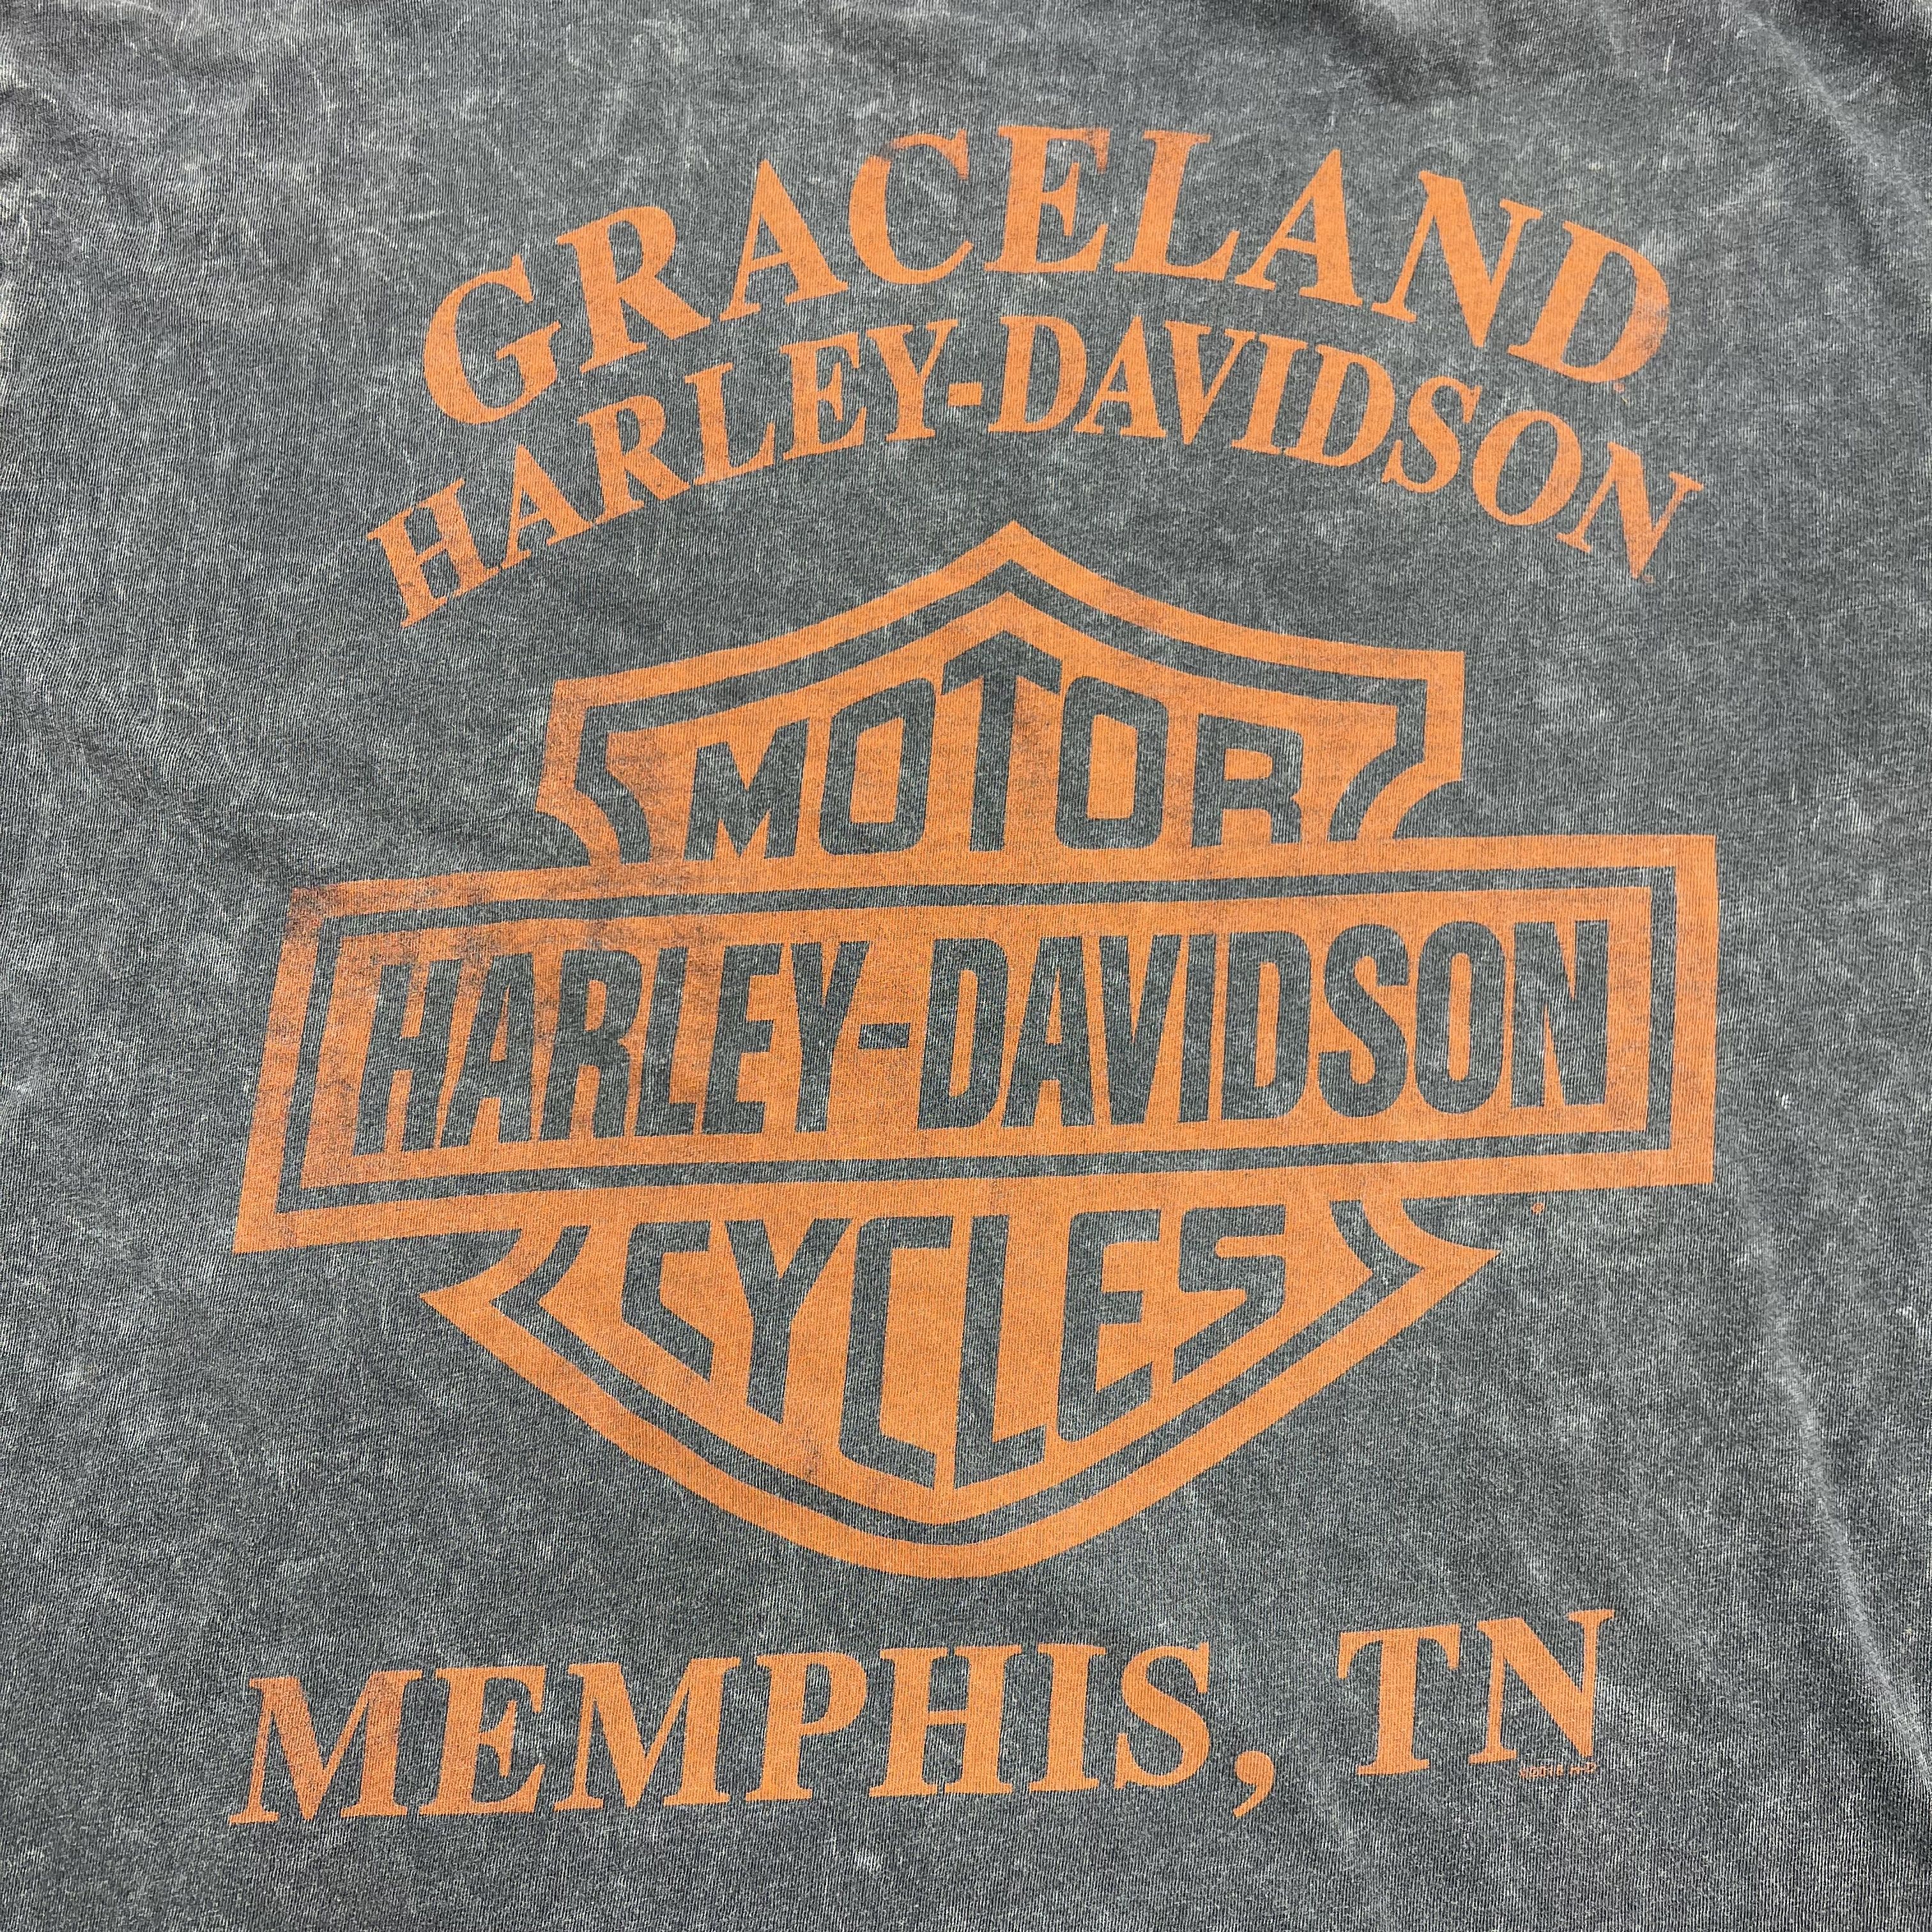 GRACELAND
HARLEY-DAVIDSON
MOTOR
HARLEY-DAVIDSON
CYCLES
MEMPHIS, TN